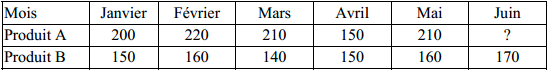 Mois Janvier Février Mars Avril Mai Juin
Produit A 200 220 210 150 210 ?
Produit B 150 160 140 150 160 170